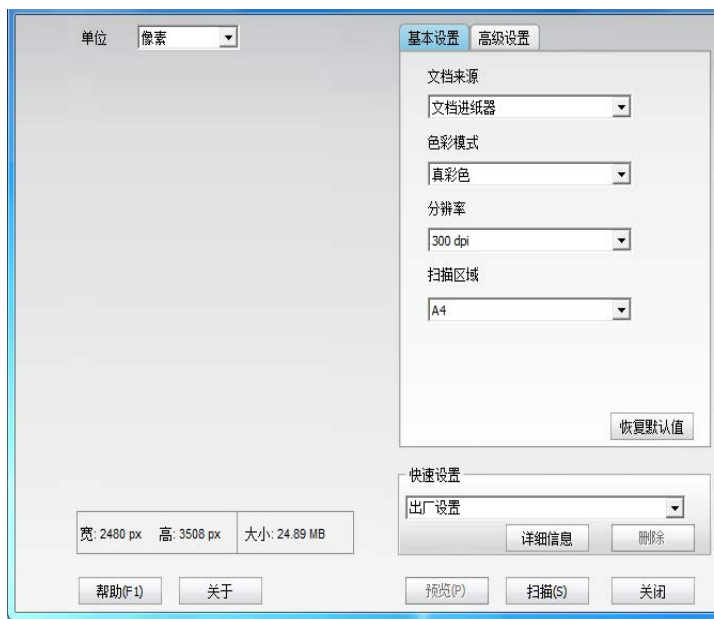 单位 像素
基本设置 高级设置
文档来源
文档进纸器
色彩模式
真彩色
分辨率
300 dpi
扫描区域
A4
恢复默认值
快速设置
出厂设置
详细信息 删除
宽: 2480 px 高: 3508 px 大小: 24.89 MB
帮助(F1) 关于 预览(P) 扫描(S) 关闭